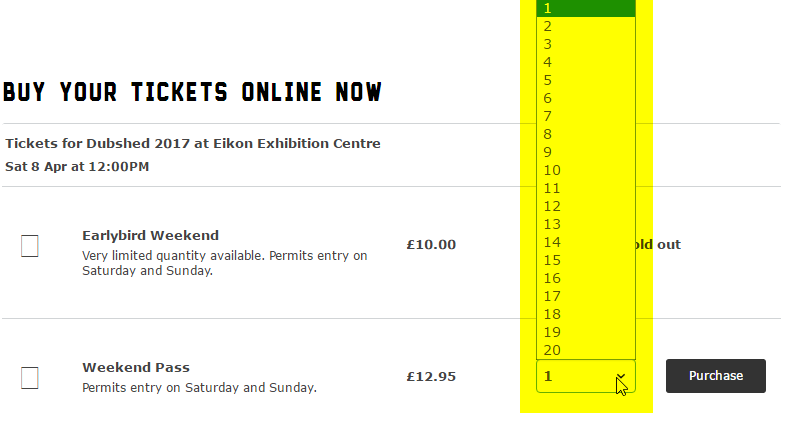 1
2
3
4
5
6
7
8
9
10
11
12
13
14
15
16
17
18
19
20
BUY YOUR TICKETS ONLINE NOW
Tickets for Dubshed 2017 at Eikon Exhibition Centre
Sat 8 Apr at 12:00PM
Earlybird Weekend
£10.00
Very limited quantity available. Permits entry on
Saturday and Sunday.
out
Weekend Pass
£12.95
1
Purchase
Permits entry on Saturday and Sunday.